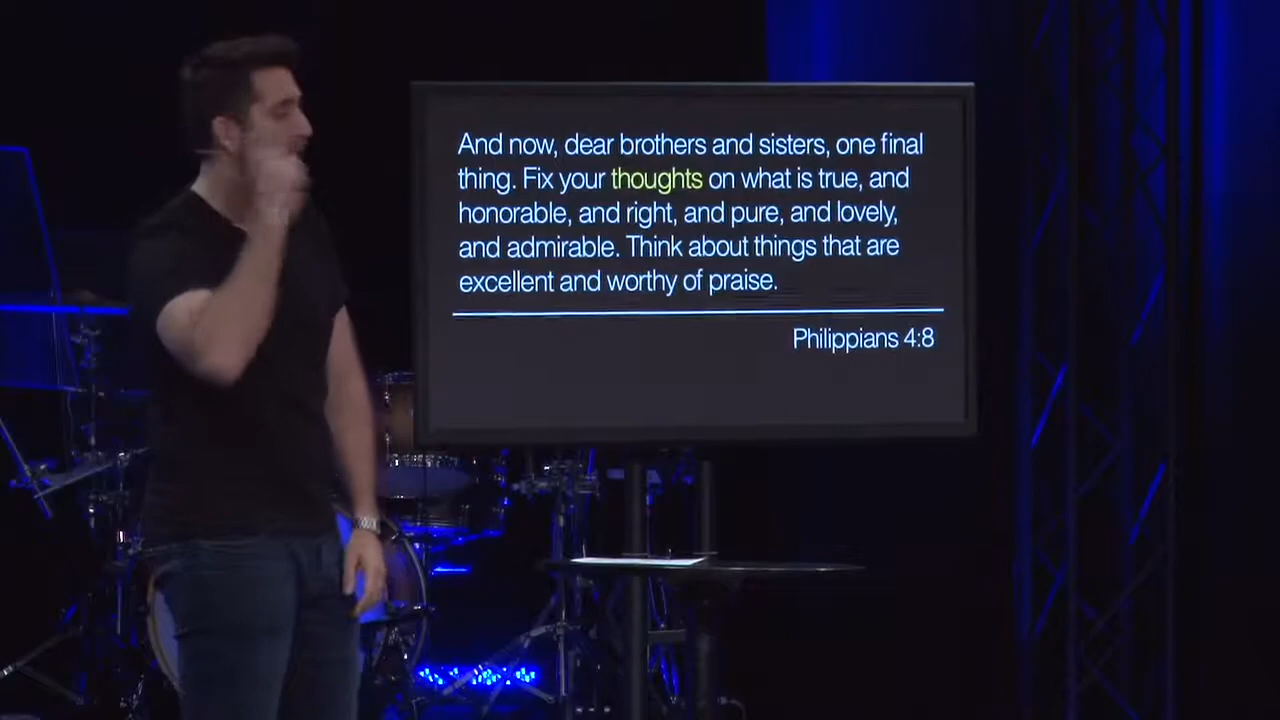 And now, dear brothers and sisters, one final
thing. Fix your thoughts on what is true, and
honorable, and right, and pure, and lovely,
and admirable. Think about things that are
excellent and worthy of praise.
Philippians 4:8